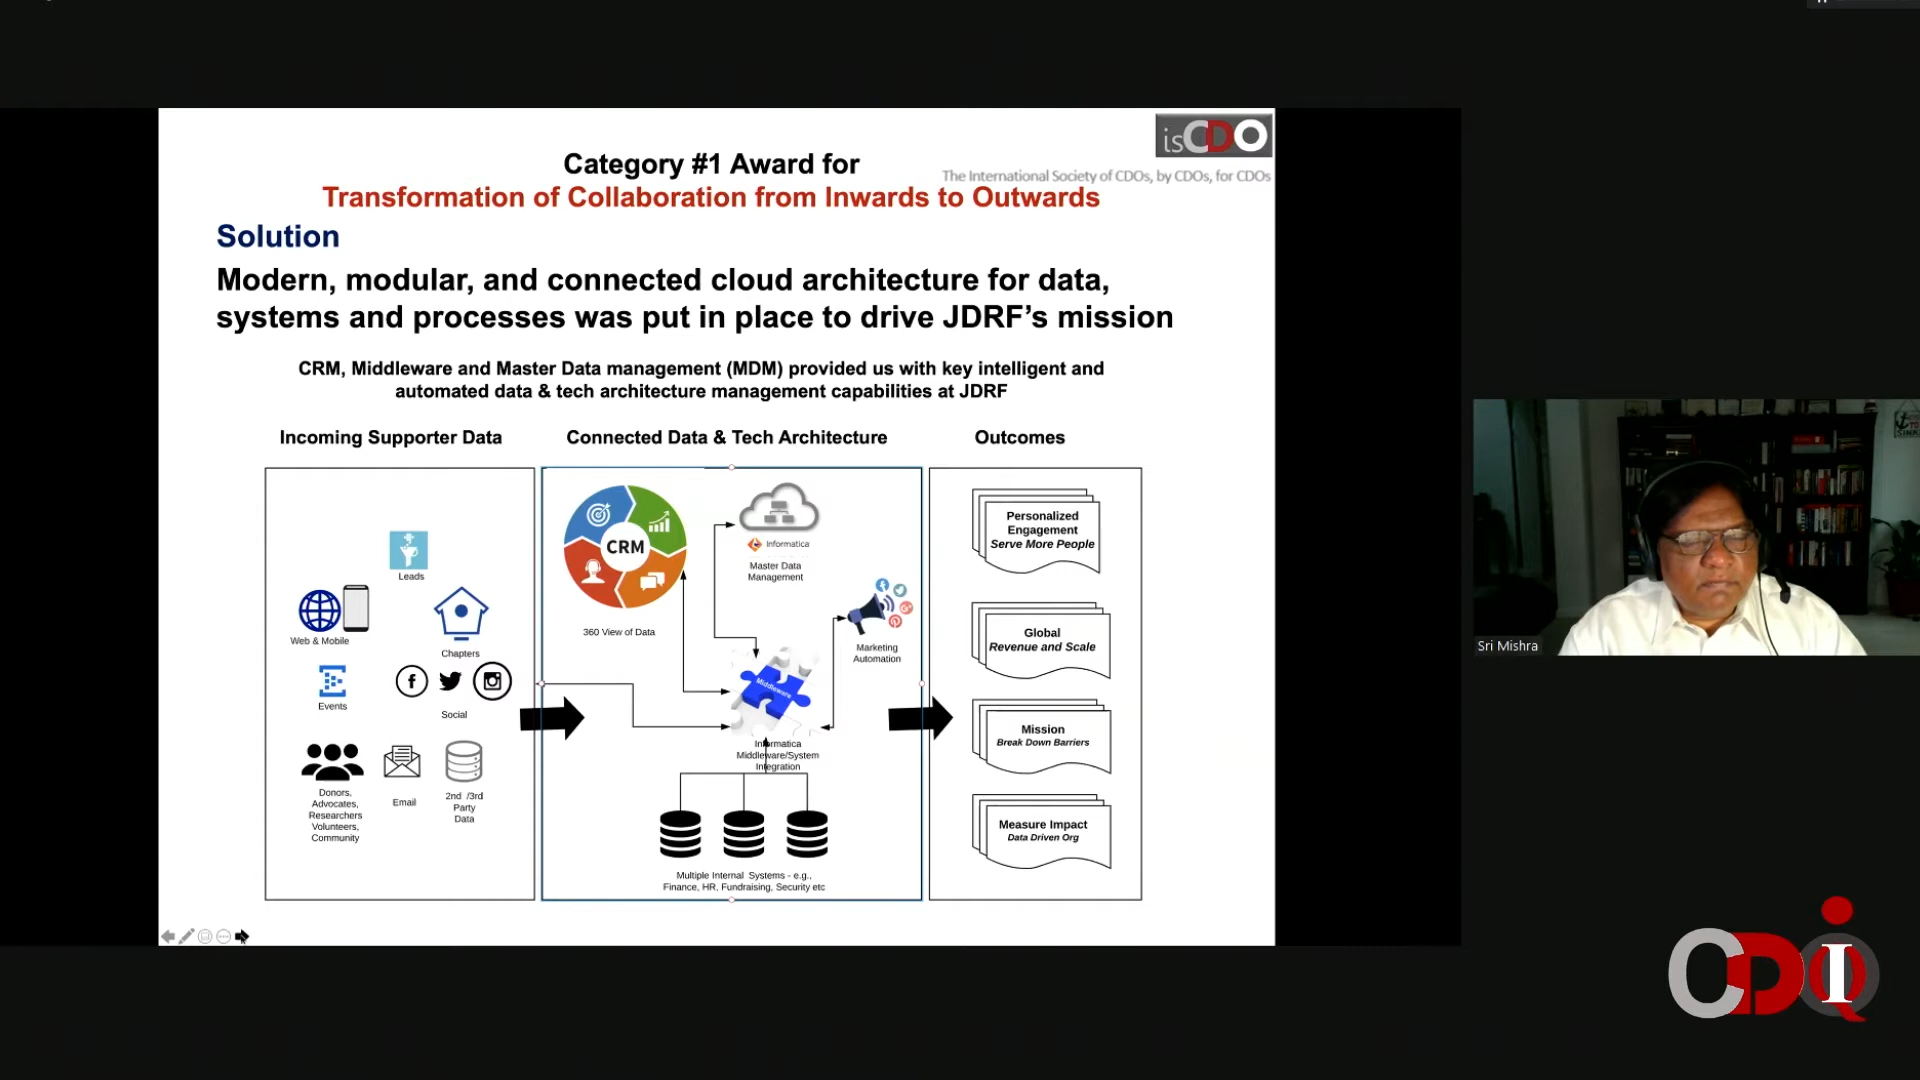 isCDO
Category #1 Award for
The International Society of CDOs, by CDOs, for CDOs
Transformation of Collaboration from Inwards to Outwards
Solution
Modern, modular, and connected cloud architecture for data,
systems and processes was put in place to drive JDRF’s mission
CRM, Middleware and Master Data management (MDM) provided us with key intelligent and
automated data & tech architecture management capabilities at JDRF
Incoming Supporter Data
Leads
Web & Mobile
Chapters
Events
Social
Donors,
Advocates,
Researchers
Volunteers,
Community
Email
2nd /3rd
Party
Data
Connected Data & Tech Architecture
CRM
360 View of Data
Informatica
Master Data
Management
Marketing
Automation
Middleware
Informatica
Middleware/System
Integration
Multiple Internal Systems - e.g.,
Finance, HR, Fundraising, Security etc
Outcomes
Personalized
Engagement
Serve More People
Global
Revenue and Scale
Mission
Break Down Barriers
Measure Impact
Data Driven Org
Sri Mishra
CDIQ